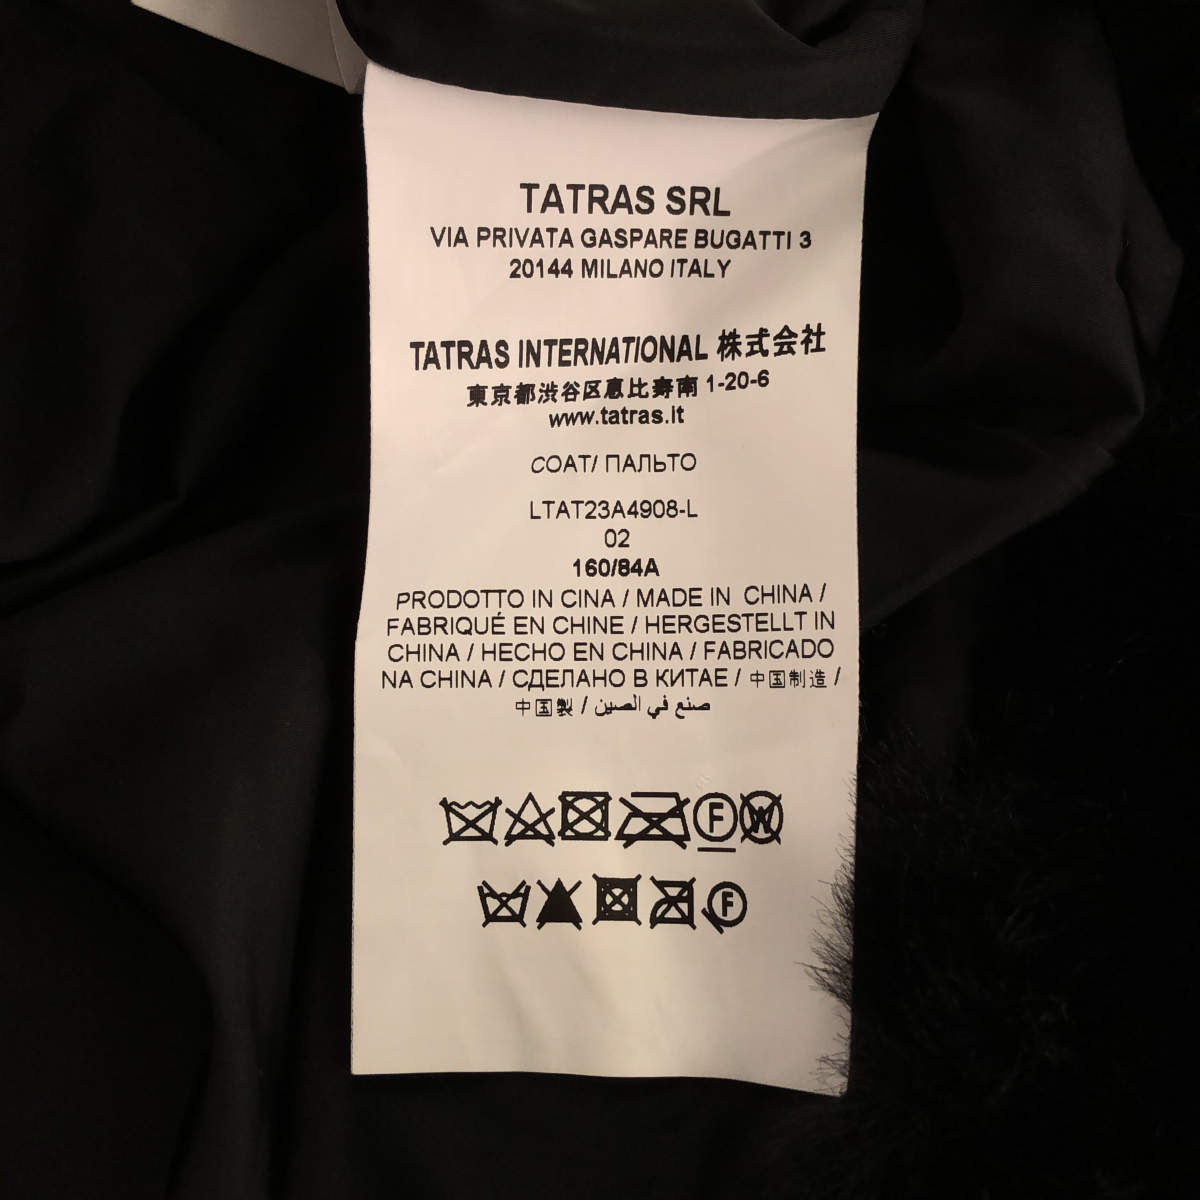 TATRAS SRL
VIA PRIVATA GASPARE BUGATTI 3
20144 MILANO ITALY
TATRAS INTERNATIONAL 株式会社
東京都渋谷区恵比寿南 1-20-6
www.tatras.it
COAT/ ПАЛЬТО
LTAT23A4908-L
02
160/84A
PRODOTTO IN CINA / MADE IN CHINA /
FABRIQUÉ EN CHINE / HERGESTELLT IN
CHINA / HECHO EN CHINA / FABRICADO
NA CHINA / СДЕЛАНО В КИТАЕ / 中国制造 /
中国製 / صنع في الصين
F W
F